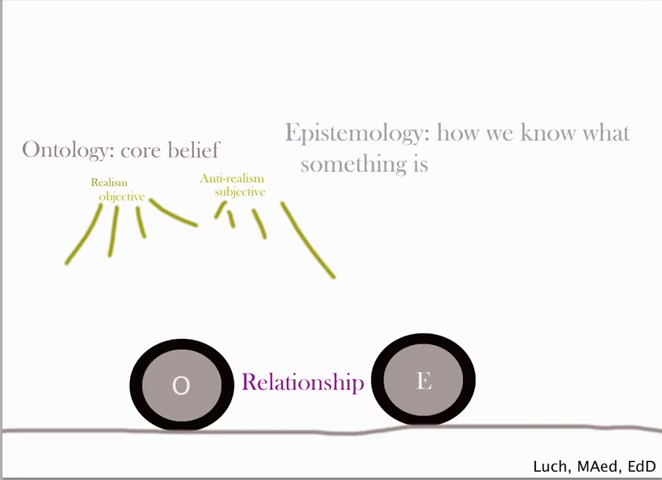 Ontology: core belief
Epistemology: how we know what
something is
Realism
objective
Anti-realism
subjective
O
Relationship
E
Luch, MAed, EdD